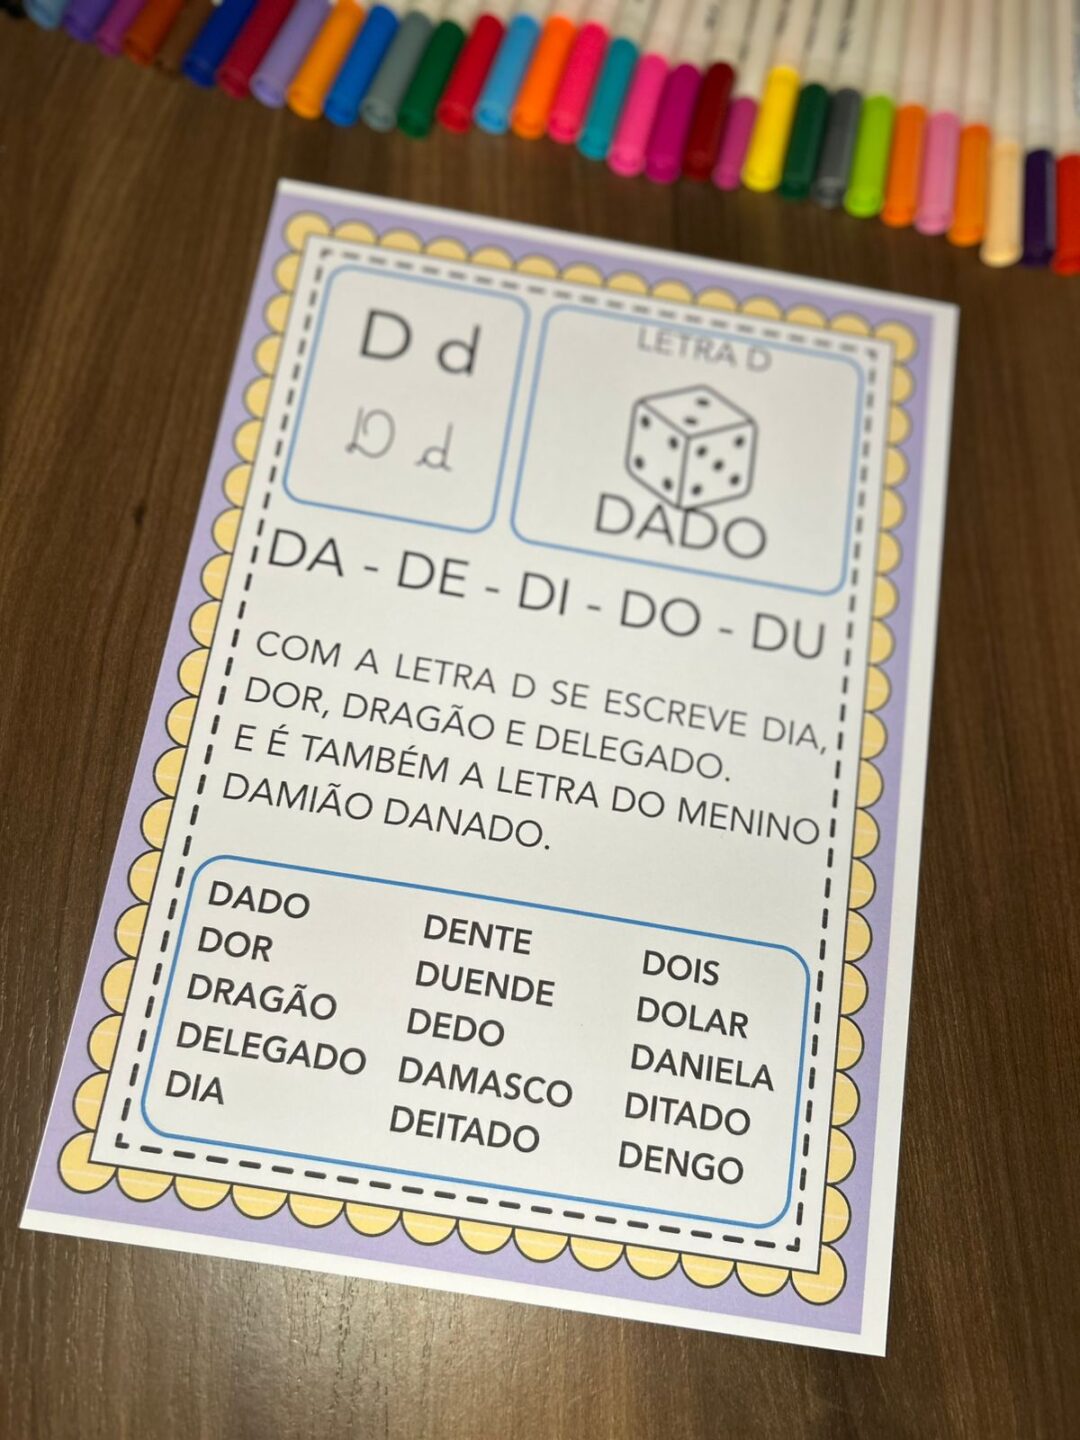 D d
D d
LETRA D
DADO
DA - DE - DI - DO - DU
COM A LETRA D SE ESCREVE DIA,
DOR, DRAGÃO E DELEGADO.
E É TAMBÉM A LETRA DO MENINO
DAMIÃO DANADO.
DADO
DOR
DRAGÃO
DELEGADO
DIA
DENTE
DUENDE
DEDO
DAMASCO
DEITADO
DOIS
DOLAR
DANIELA
DITADO
DENGO